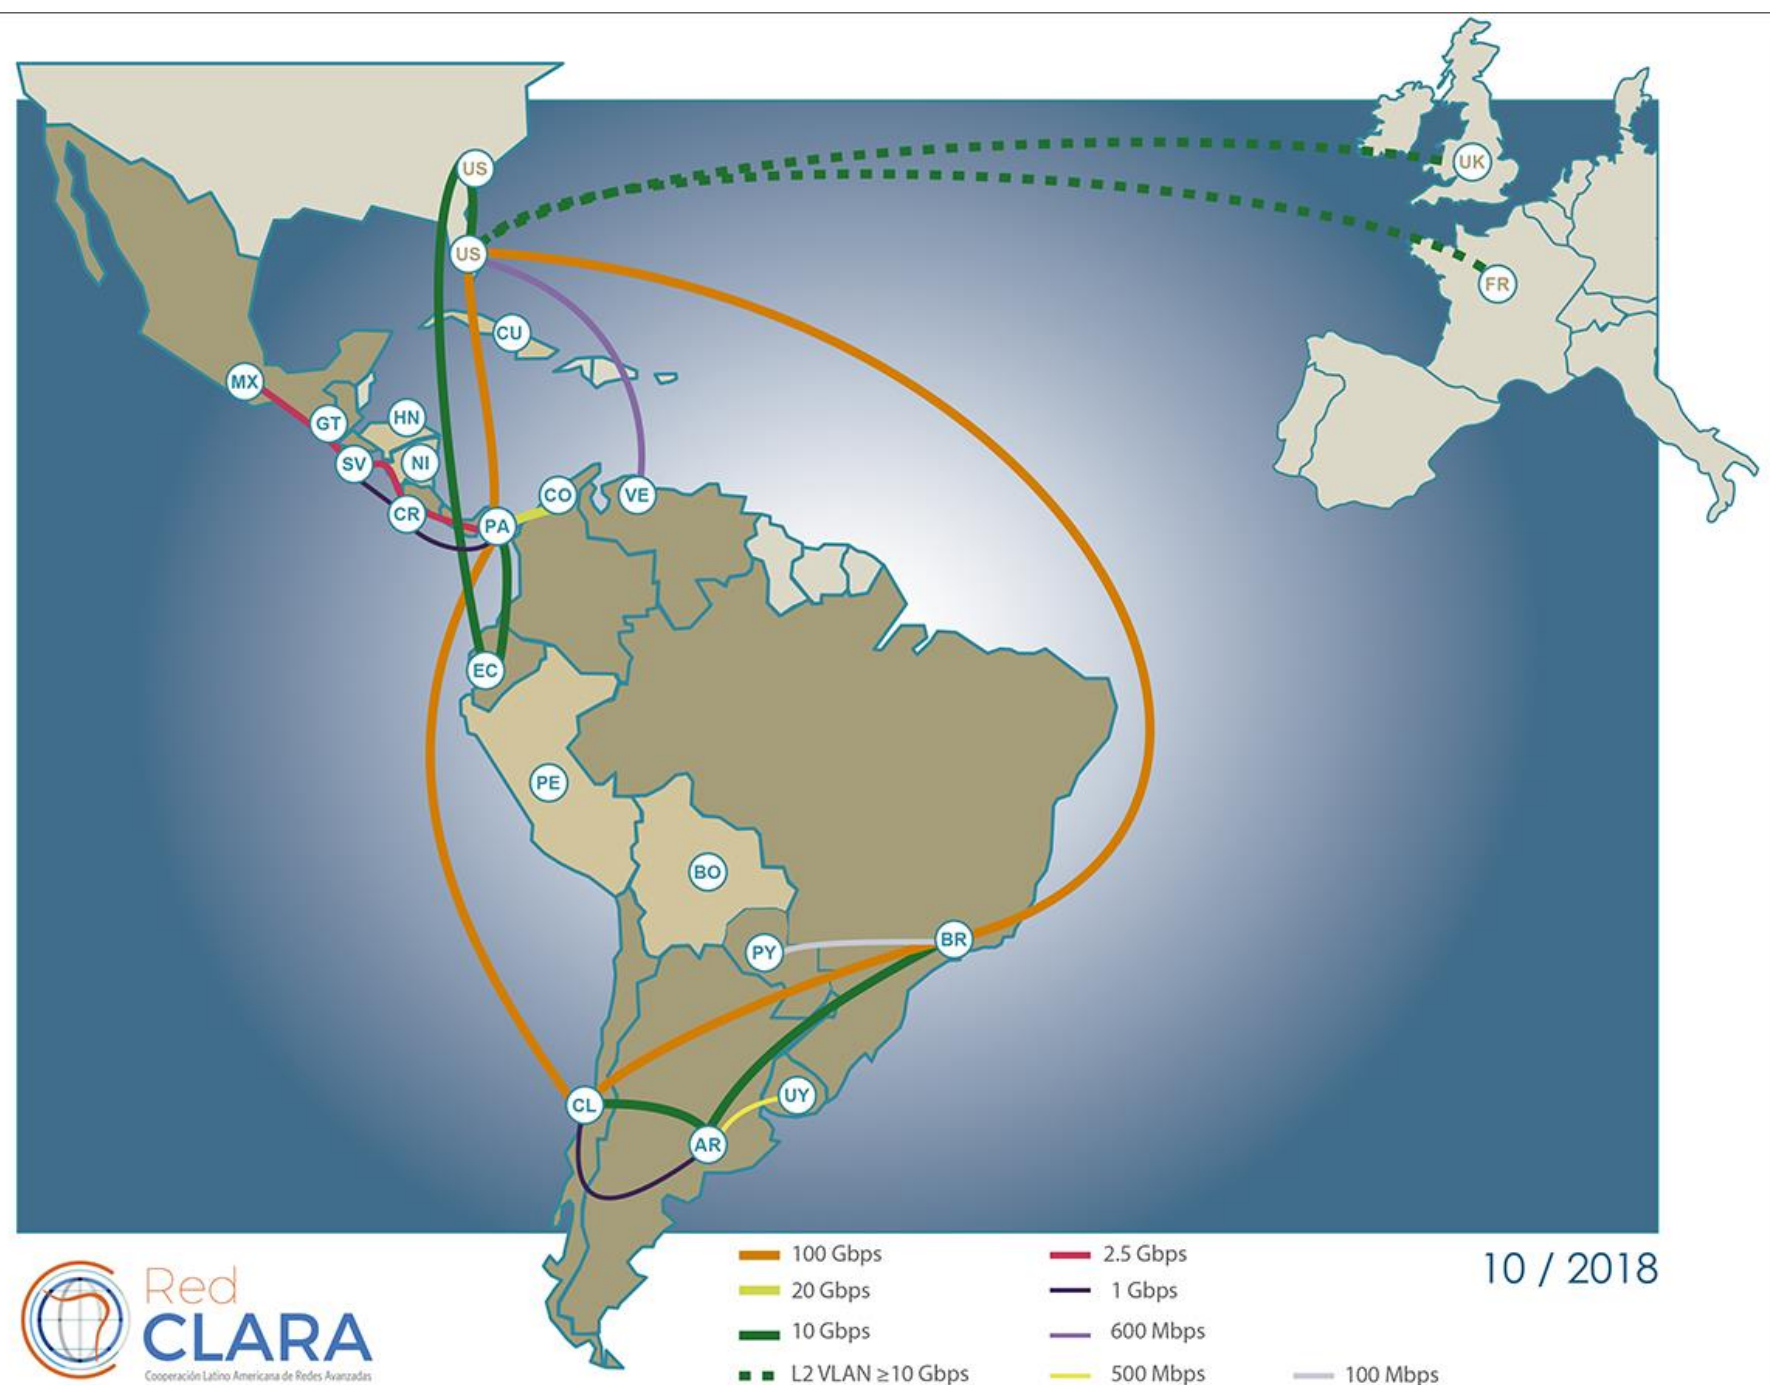 US
UK
US
FR
CU
MX
GT
HN
SV
NI
CO
VE
CR
PA
EC
PE
BO
PY
BR
CL
UY
AR
100 Gbps
2.5 Gbps
20 Gbps
1 Gbps
10 Gbps
600 Mbps
L2 VLAN ≥10 Gbps
500 Mbps
100 Mbps
10 / 2018
Red
CLARA
Cooperación Latino Americana de Redes Avanzadas